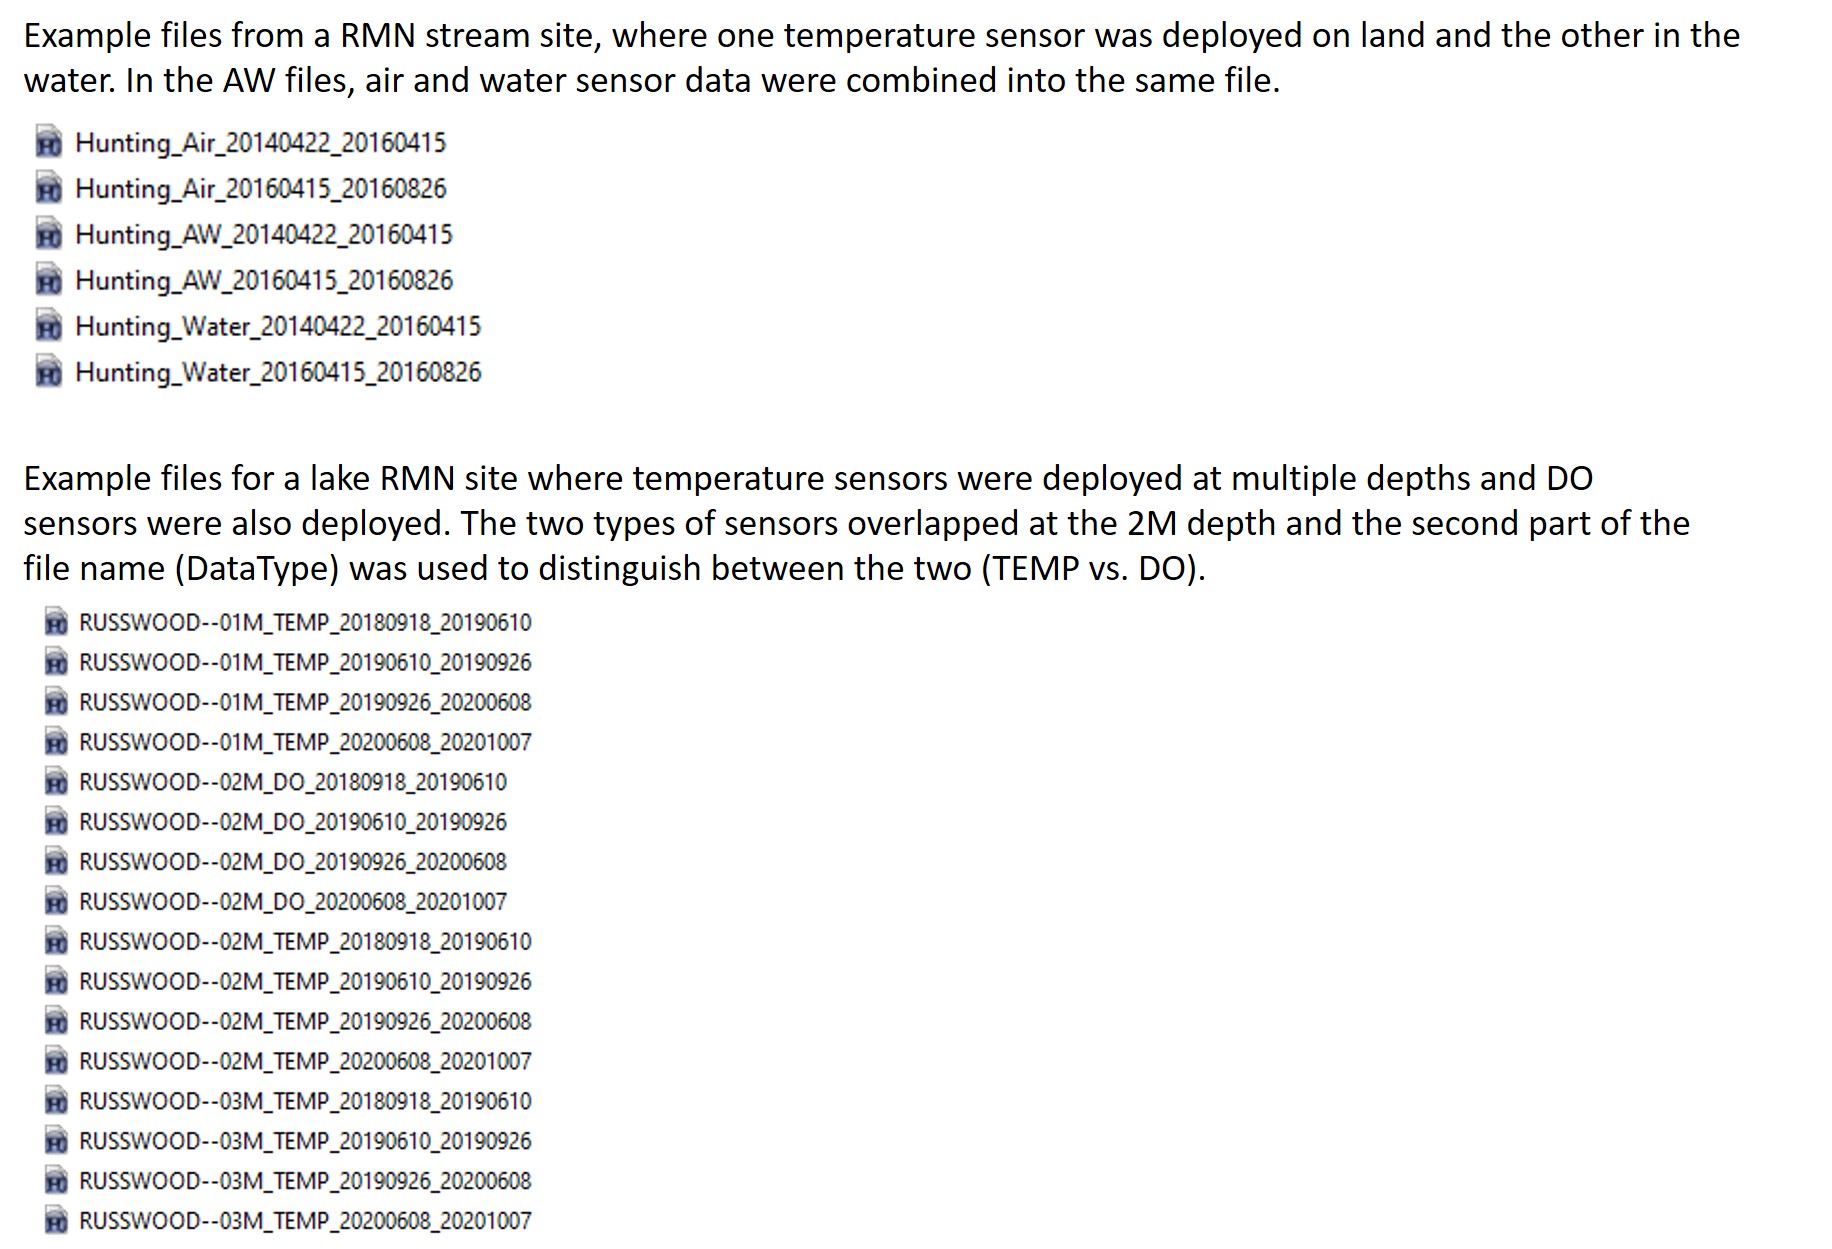 Example files from a RMN stream site, where one temperature sensor was deployed on land and the other in the
water. In the AW files, air and water sensor data were combined into the same file.
Hunting_Air_20140422_20160415
Hunting_Air_20160415_20160826
Hunting_AW_20140422_20160415
Hunting_AW_20160415_20160826
Hunting_Water_20140422_20160415
Hunting_Water_20160415_20160826
Example files for a lake RMN site where temperature sensors were deployed at multiple depths and DO
sensors were also deployed. The two types of sensors overlapped at the 2M depth and the second part of the
file name (DataType) was used to distinguish between the two (TEMP vs. DO).
RUSSWOOD--01M_TEMP_20180918_20190610
RUSSWOOD--01M_TEMP_20190610_20190926
RUSSWOOD--01M_TEMP_20190926_20200608
RUSSWOOD--01M_TEMP_20200608_20201007
RUSSWOOD--02M_DO_20180918_20190610
RUSSWOOD--02M_DO_20190610_20190926
RUSSWOOD--02M_DO_20190926_20200608
RUSSWOOD--02M_DO_20200608_20201007
RUSSWOOD--02M_TEMP_20180918_20190610
RUSSWOOD--02M_TEMP_20190610_20190926
RUSSWOOD--02M_TEMP_20190926_20200608
RUSSWOOD--02M_TEMP_20200608_20201007
RUSSWOOD--03M_TEMP_20180918_20190610
RUSSWOOD--03M_TEMP_20190610_20190926
RUSSWOOD--03M_TEMP_20190926_20200608
RUSSWOOD--03M_TEMP_20200608_20201007